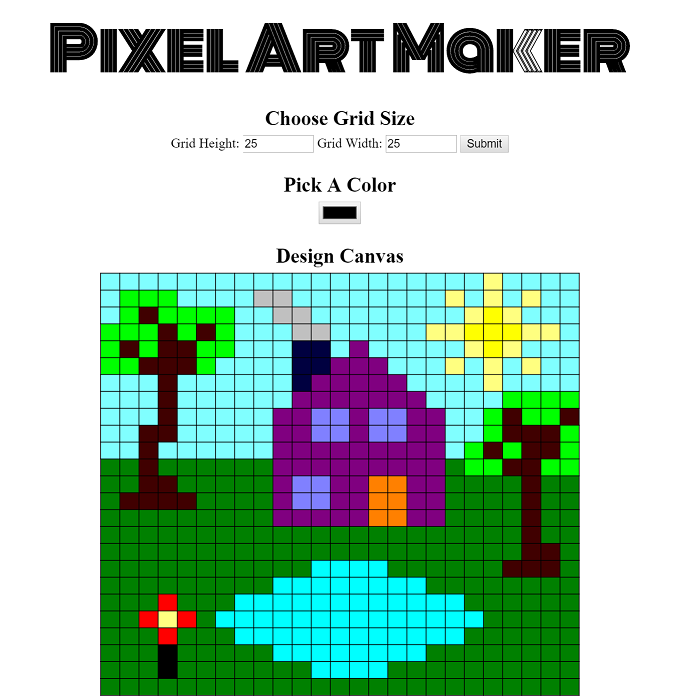 Pixel Art Maker
Choose Grid Size
Grid Height: 25 Grid Width: 25 Submit
Pick A Color
Design Canvas